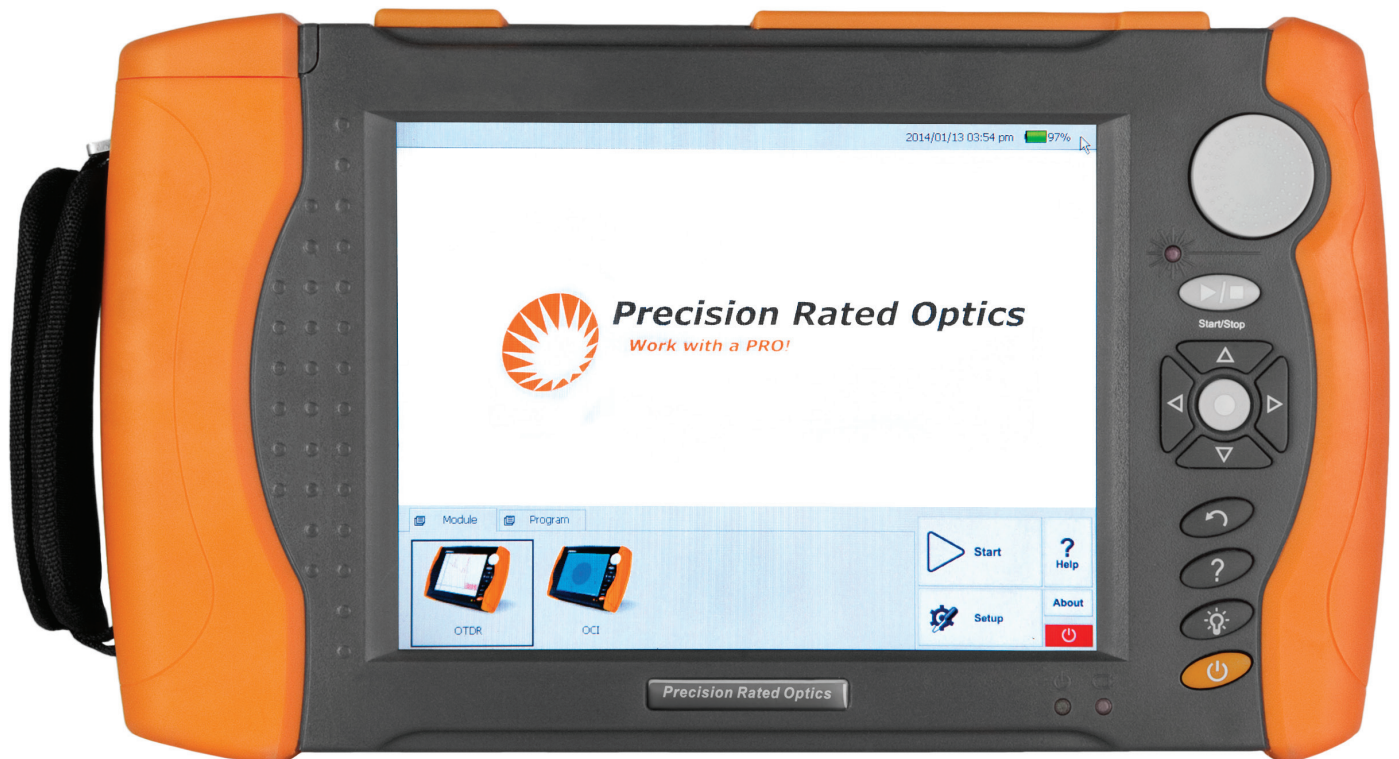 2014/01/13 03:54 pm 97%
Precision Rated Optics
Work with a PRO!
Start/Stop
Module Program
Start
? Help
OTDR
OCI
Setup
About
Precision Rated Optics
?